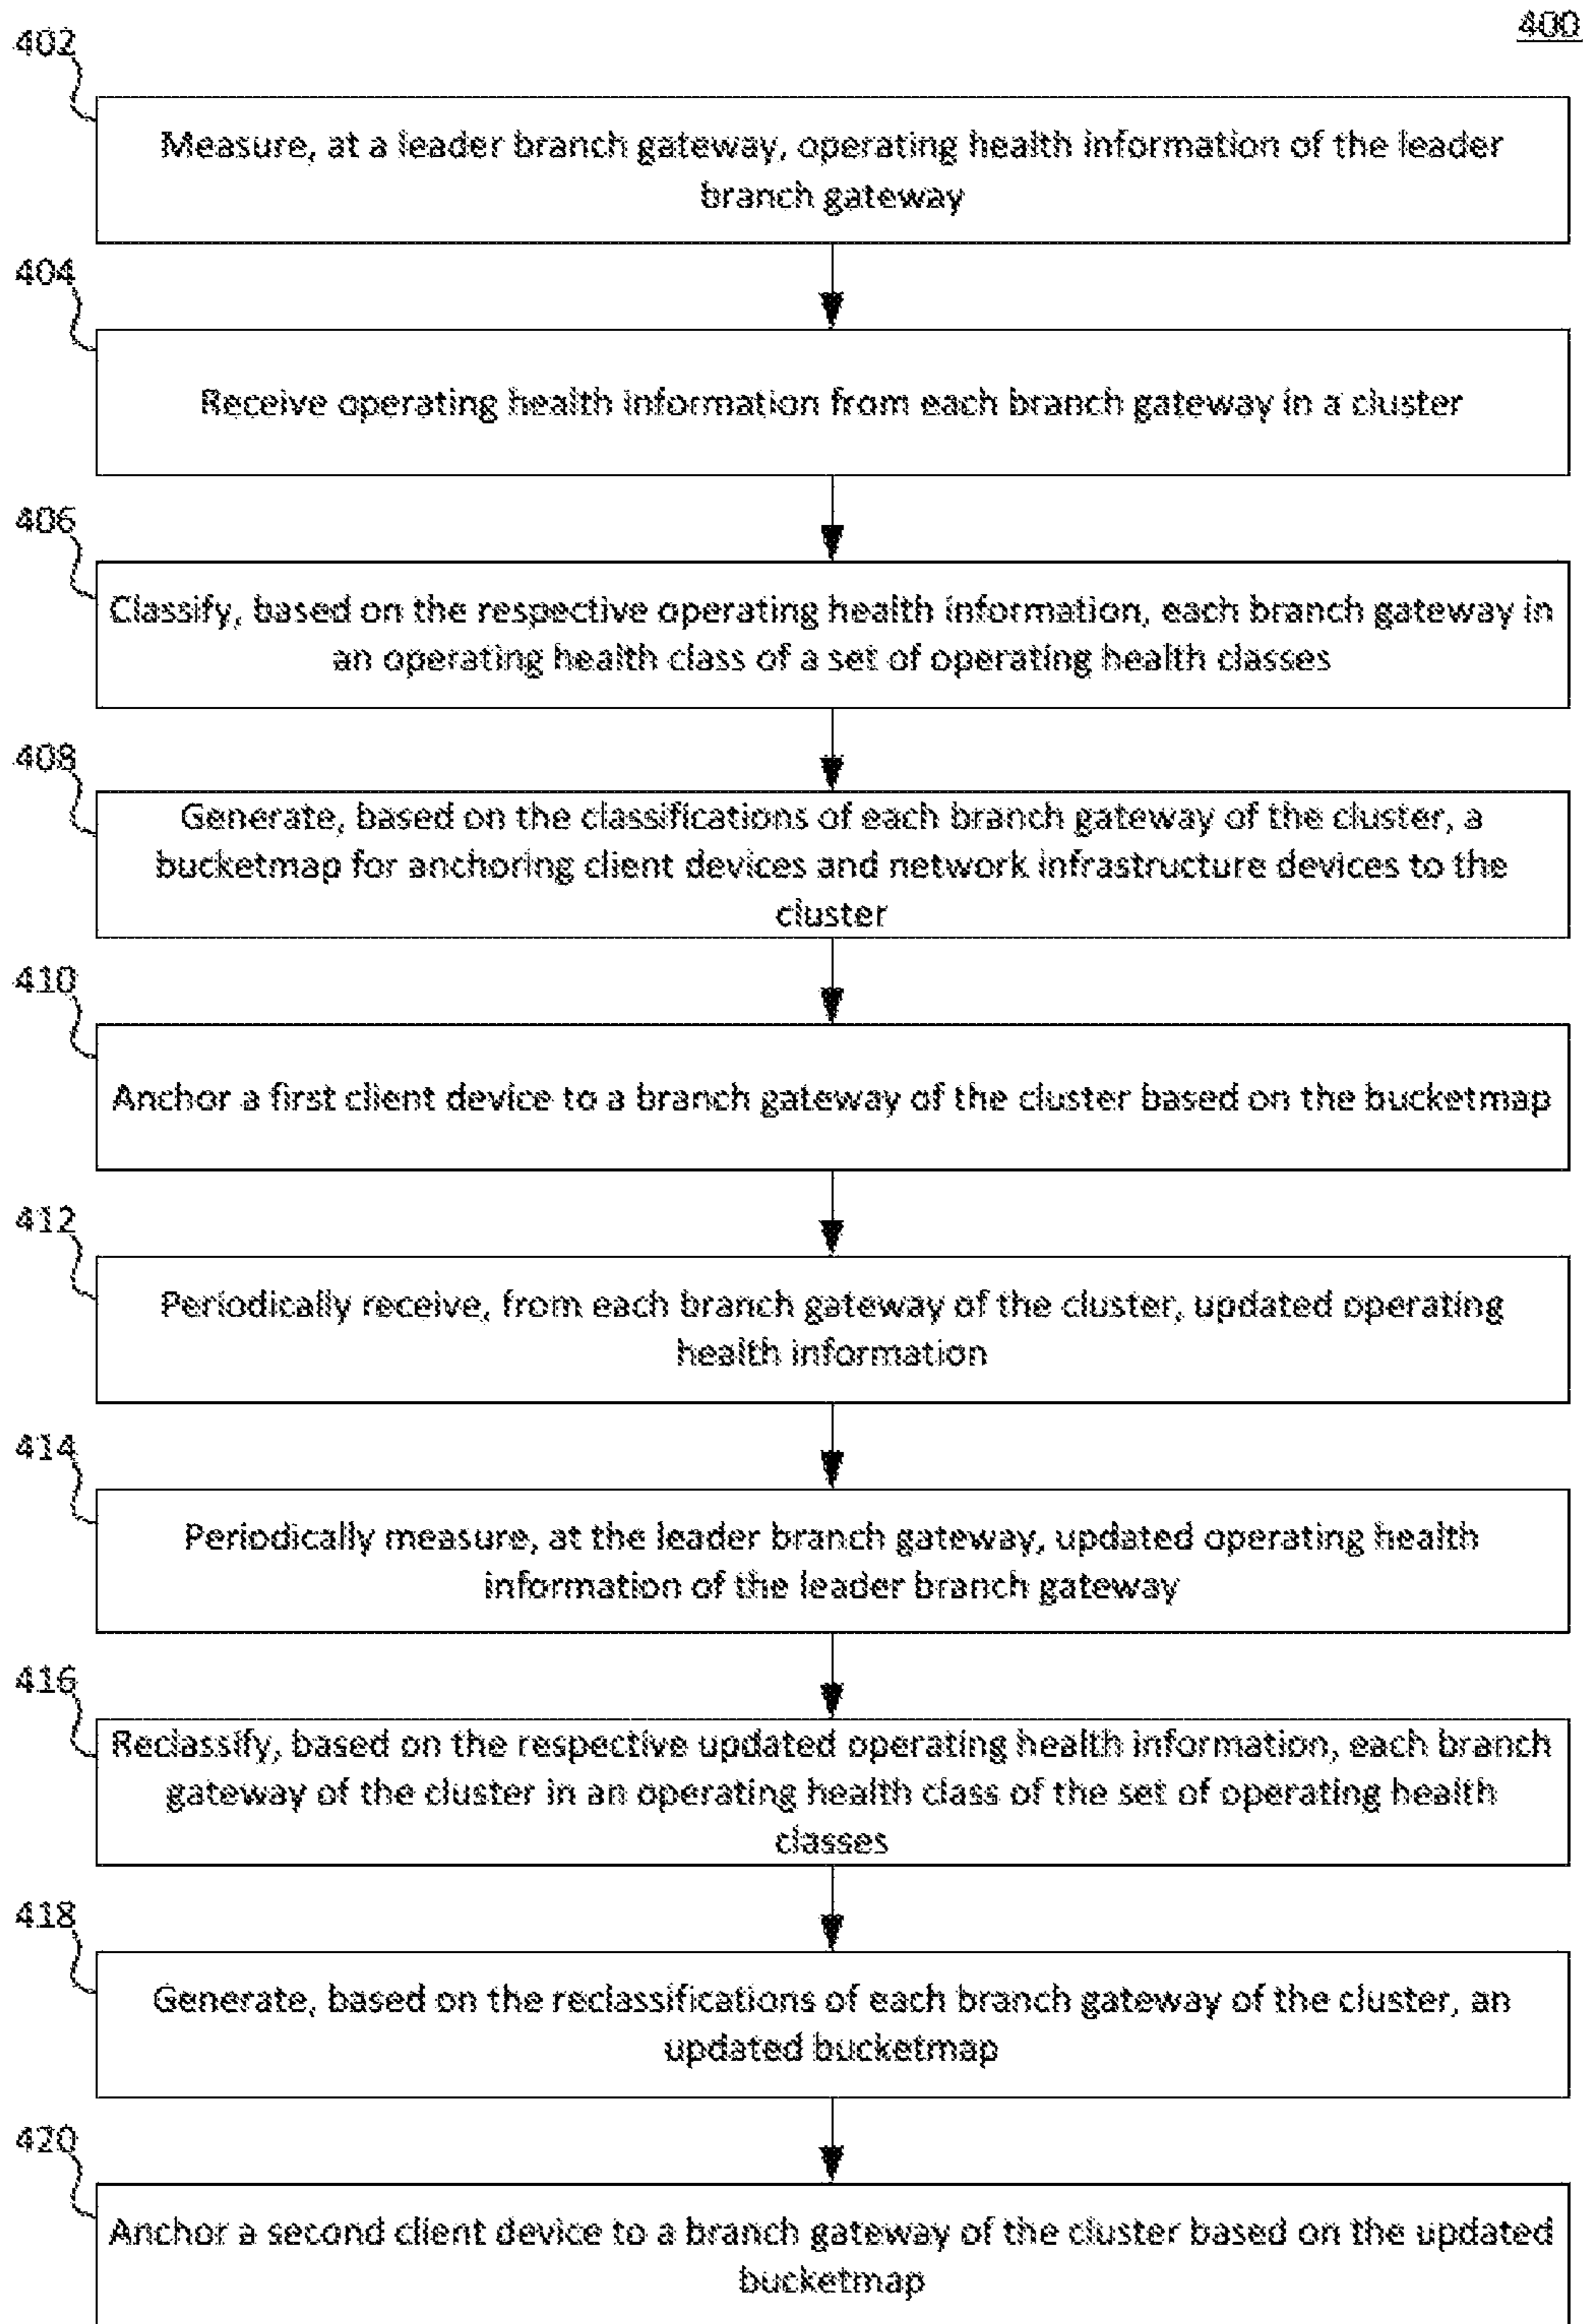 400
402
Measure, at a leader branch gateway, operating health information of the leader
branch gateway
404
Receive operating health information from each branch gateway in a cluster
406
Classify, based on the respective operating health information, each branch gateway in
an operating health class of a set of operating health classes
408
Generate, based on the classifications of each branch gateway of the cluster, a
bucketmap for anchoring client devices and network infrastructure devices to the
cluster
410
Anchor a first client device to a branch gateway of the cluster based on the bucketmap
412
Periodically receive, from each branch gateway of the cluster, updated operating
health information
414
Periodically measure, at the leader branch gateway, updated operating health
information of the leader branch gateway
416
Reclassify, based on the respective updated operating health information, each branch
gateway of the cluster in an operating health class of the set of operating health
classes
418
Generate, based on the reclassifications of each branch gateway of the cluster, an
updated bucketmap
420
Anchor a second client device to a branch gateway of the cluster based on the updated
bucketmap